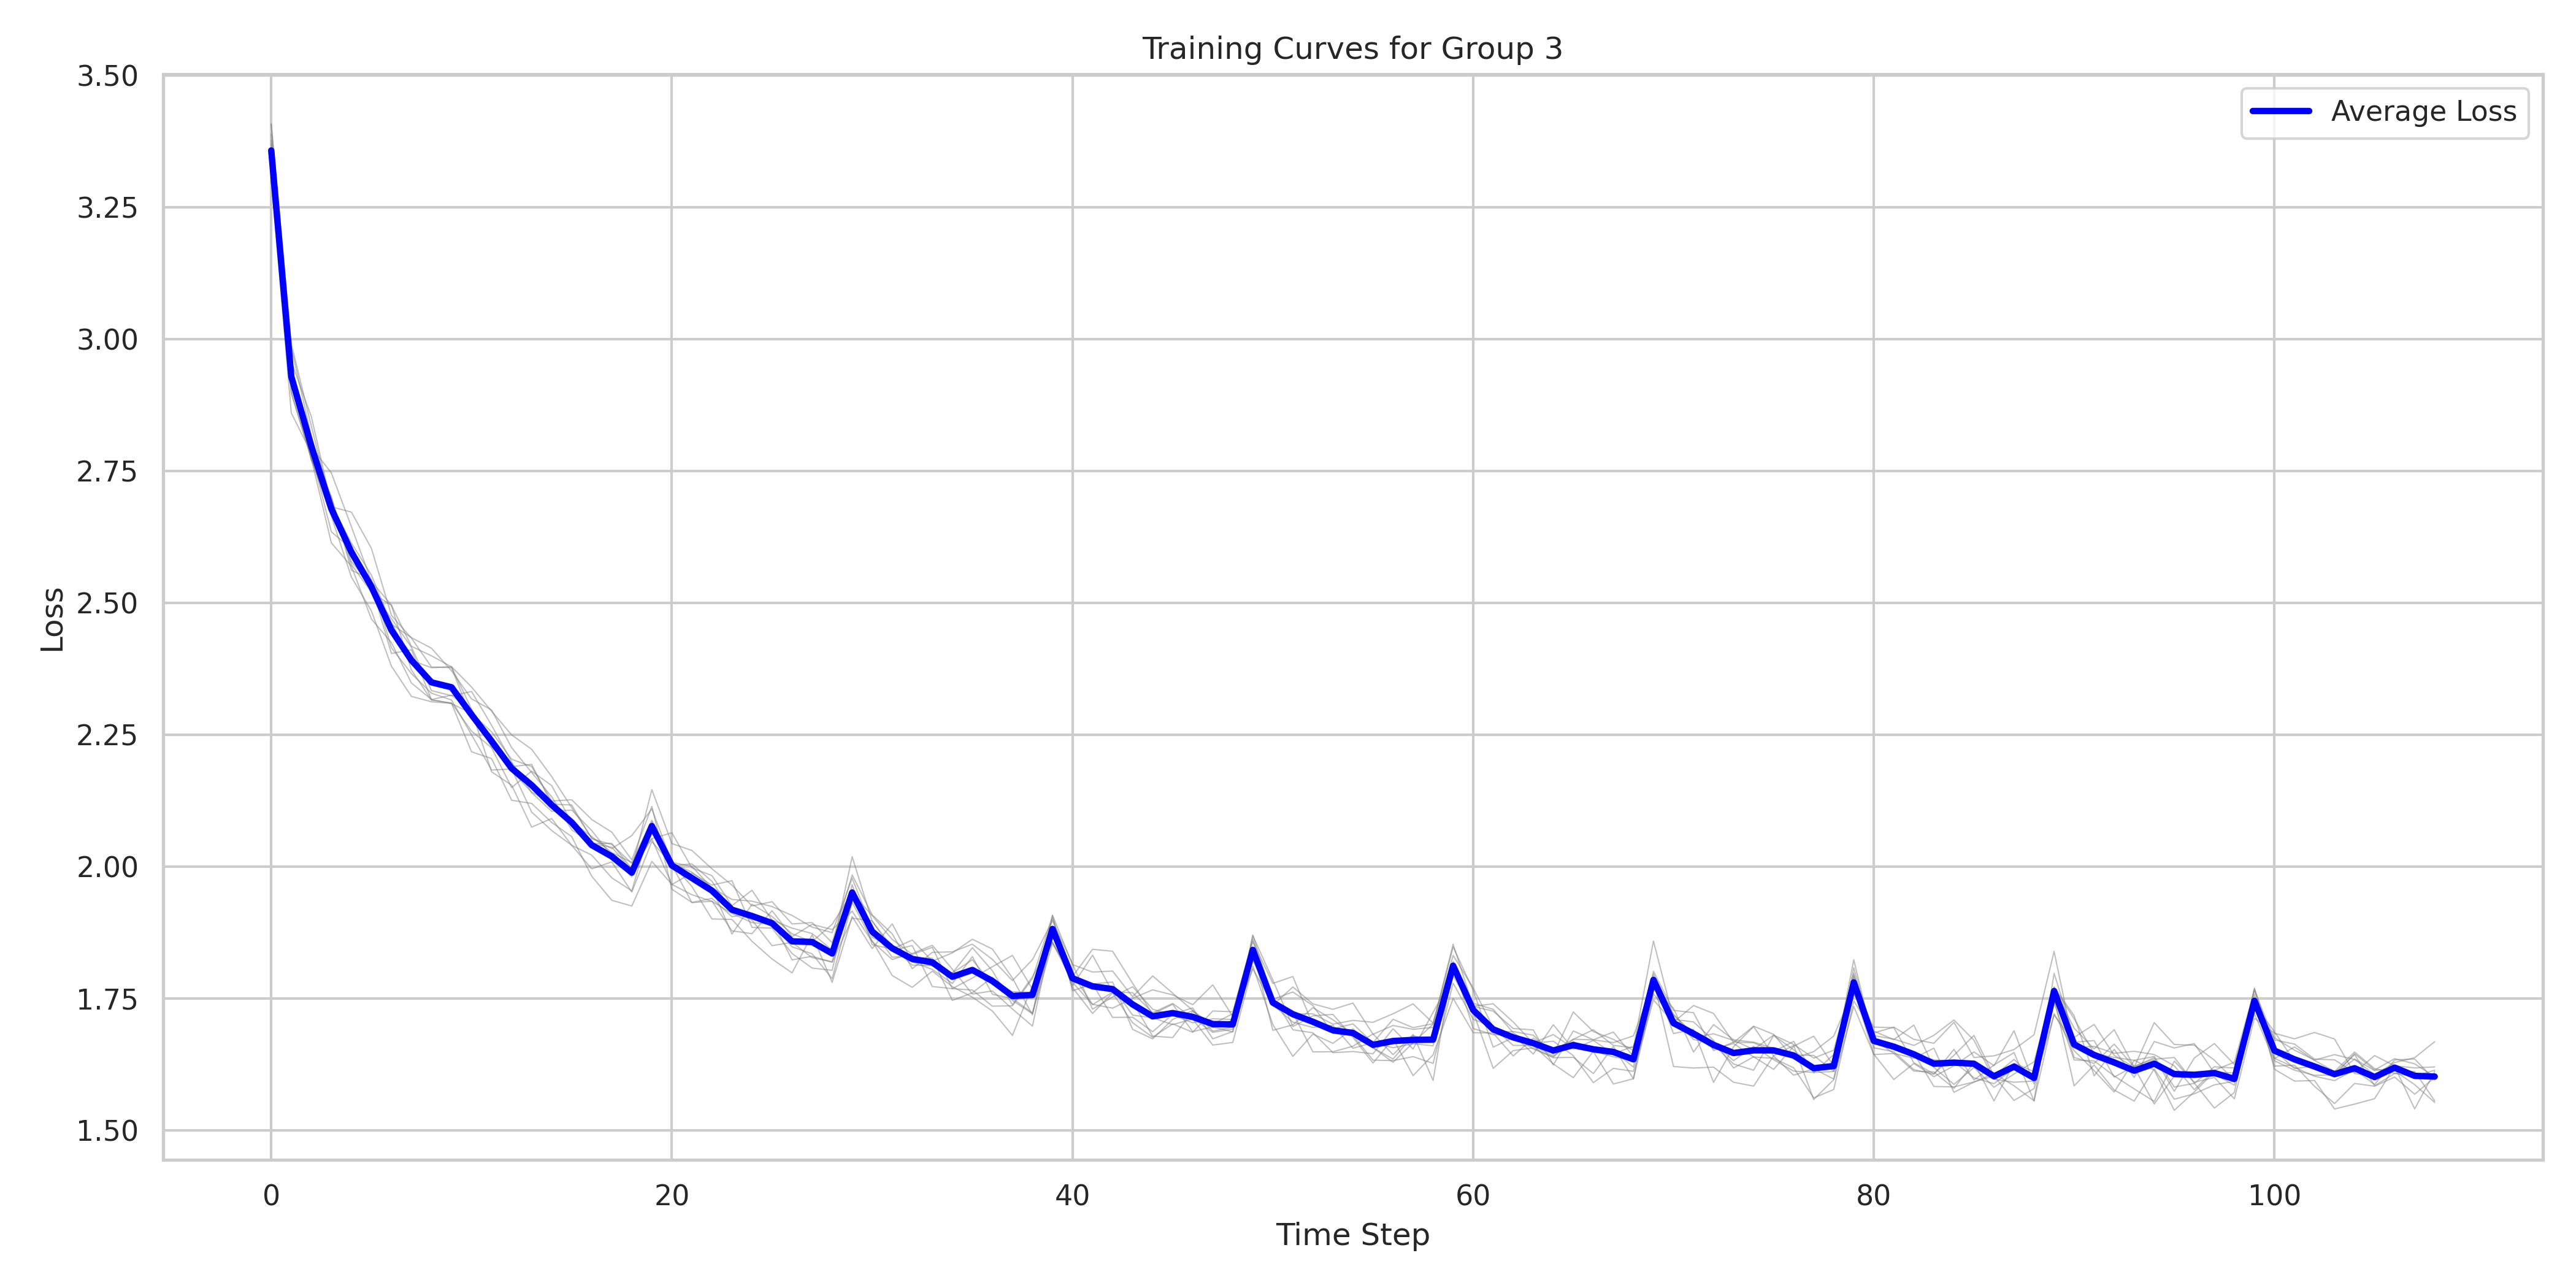 Training Curves for Group 3
3.50
3.25
3.00
2.75
2.50
2.25
2.00
1.75
1.50
Loss
Average Loss
0 20 40 60 80 100
Time Step